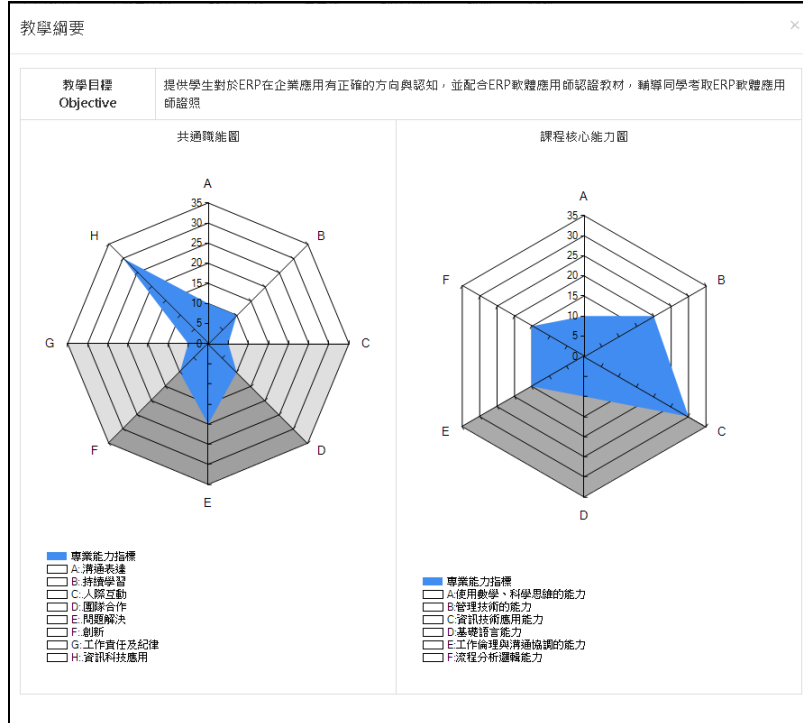 教學綱要
×
教學目標
Objective
提供學生對於ERP在企業應用有正確的方向與認知，並配合ERP軟體應用師認證教材，輔導同學考取ERP軟體應用
師證照
共通職能圖
A
B
C
D
E
F
G
H
35
30
25
20
15
10
5
0
專業能力指標
A:.溝通表達
B:.持續學習
C:.人際互動
D:.團隊合作
E:.問題解決
F:.創新
G:.工作責任及紀律
H:.資訊科技應用
課程核心能力圖
A
B
C
D
E
F
35
30
25
20
15
10
5
0
專業能力指標
A:使用數學、科學思維的能力
B:管理技術的能力
C:資訊技術應用能力
D:基礎語言能力
E:工作倫理與溝通協調的能力
F:流程分析邏輯能力